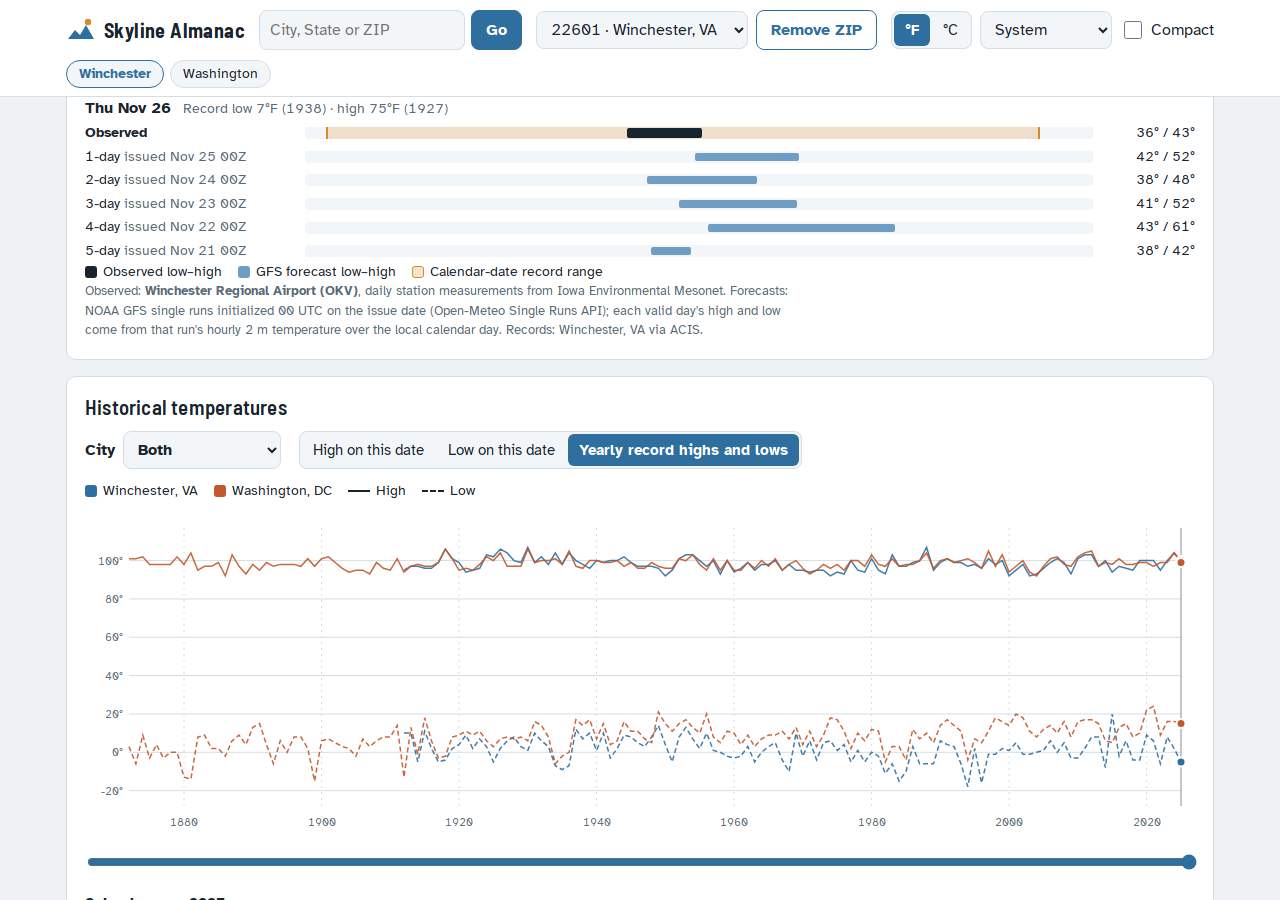 Skyline Almanac
City, State or ZIP
Go
22601 · Winchester, VA
Remove ZIP
°F
°C
System
Compact
Winchester
Washington
Thu Nov 26 Record low 7°F (1938) · high 75°F (1927)
Observed 36° / 43°
1-day issued Nov 25 00Z 42° / 52°
2-day issued Nov 24 00Z 38° / 48°
3-day issued Nov 23 00Z 41° / 52°
4-day issued Nov 22 00Z 43° / 61°
5-day issued Nov 21 00Z 38° / 42°
Observed low–high GFS forecast low–high Calendar-date record range
Observed: Winchester Regional Airport (OKV), daily station measurements from Iowa Environmental Mesonet. Forecasts:
NOAA GFS single runs initialized 00 UTC on the issue date (Open-Meteo Single Runs API); each valid day's high and low
come from that run's hourly 2 m temperature over the local calendar day. Records: Winchester, VA via ACIS.
Historical temperatures
City Both High on this date Low on this date Yearly record highs and lows
Winchester, VA Washington, DC High Low
100°
80°
60°
40°
20°
0°
-20°
1880 1900 1920 1940 1960 1980 2000 2020